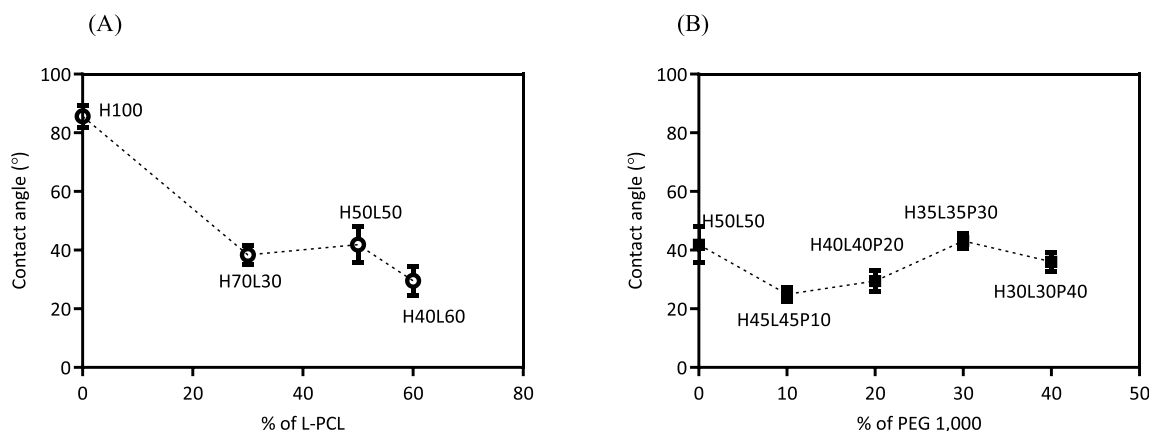 (A)
100
80
60
40
20
0
Contact angle (°)
H100
H50L50
H70L30
H40L60
0 20 40 60 80
% of L-PCL
(B)
100
80
60
40
20
0
Contact angle (°)
H50L50
H35L35P30
H40L40P20
H30L30P40
H45L45P10
0 10 20 30 40 50
% of PEG 1,000